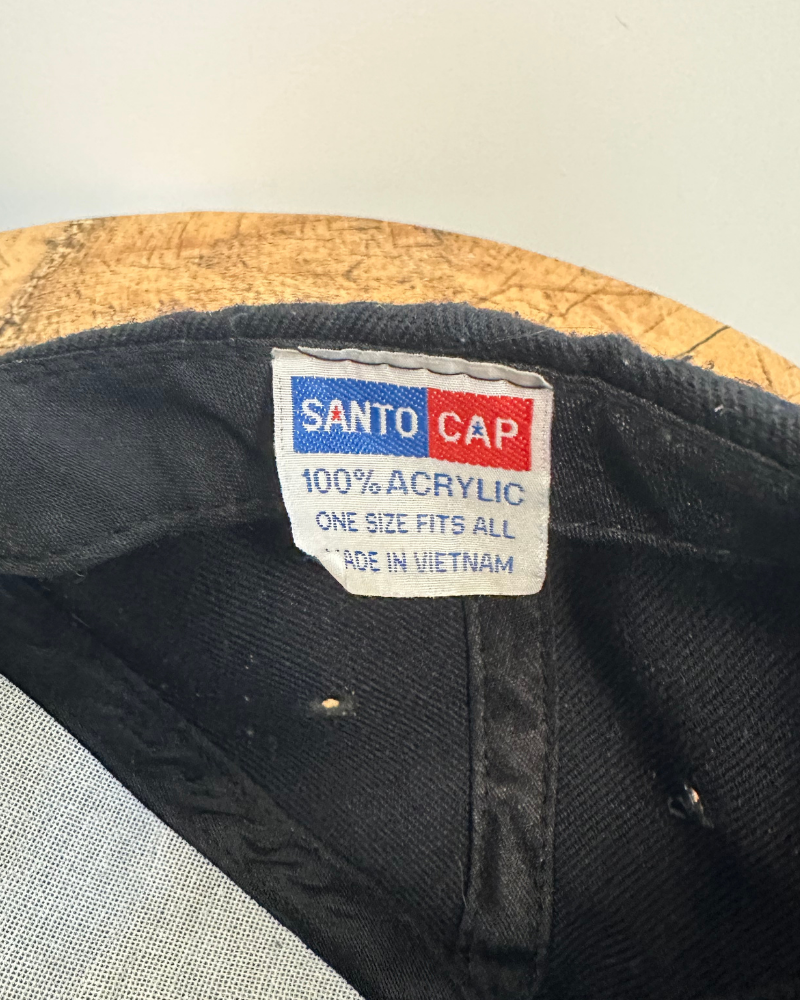 SANTO CAP
100% ACRYLIC
ONE SIZE FITS ALL
MADE IN VIETNAM